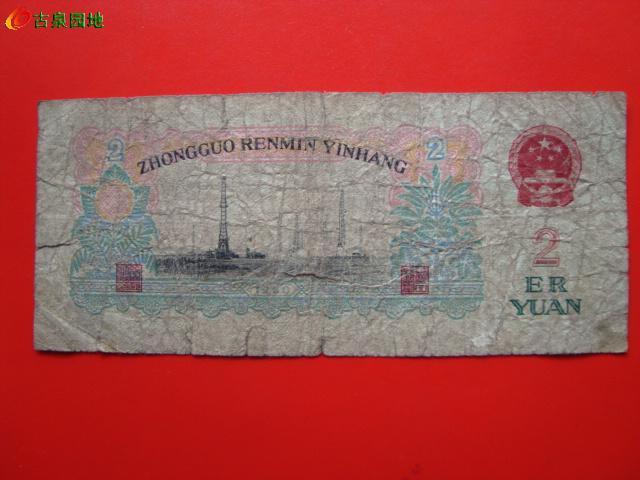 古泉园地
2
2
ZHONGGUO RENMIN YINHANG
2
ER
YUAN